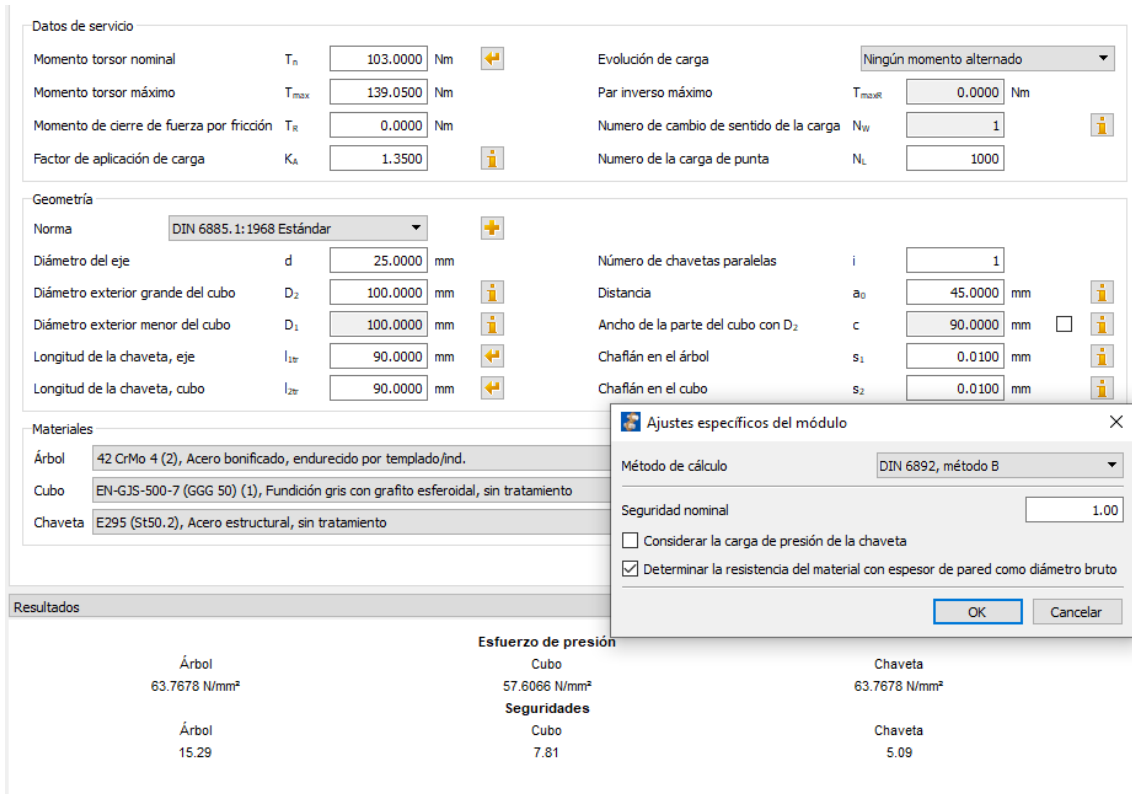 Datos de servicio
Momento torsor nominal Tn 103.0000 Nm Evolución de carga Ningún momento alternado
Momento torsor máximo Tmax 139.0500 Nm Par inverso máximo TmaxR 0.0000 Nm
Momento de cierre de fuerza por fricción TR 0.0000 Nm Numero de cambio de sentido de la carga NW 1
Factor de aplicación de carga KA 1.3500 Numero de la carga de punta NL 1000
Geometría
Norma DIN 6885.1:1968 Estándar
Diámetro del eje d 25.0000 mm Número de chavetas paralelas i 1
Diámetro exterior grande del cubo D2 100.0000 mm Distancia a0 45.0000 mm
Diámetro exterior menor del cubo D1 100.0000 mm Ancho de la parte del cubo con D2 c 90.0000 mm
Longitud de la chaveta, eje l1tr 90.0000 mm Chaflán en el árbol s1 0.0100 mm
Longitud de la chaveta, cubo l2tr 90.0000 mm Chaflán en el cubo s2 0.0100 mm
Materiales
Árbol 42 CrMo 4 (2), Acero bonificado, endurecido por templado/ind.
Cubo EN-GJS-500-7 (GGG 50) (1), Fundición gris con grafito esferoidal, sin tratamiento
Chaveta E295 (St50.2), Acero estructural, sin tratamiento
Ajustes específicos del módulo
Método de cálculo DIN 6892, método B
Seguridad nominal 1.00
Considerar la carga de presión de la chaveta
Determinar la resistencia del material con espesor de pared como diámetro bruto
OK Cancelar
Resultados
Esfuerzo de presión
Árbol Cubo Chaveta
63.7678 N/mm² 57.6066 N/mm² 63.7678 N/mm²
Seguridades
Árbol Cubo Chaveta
15.29 7.81 5.09